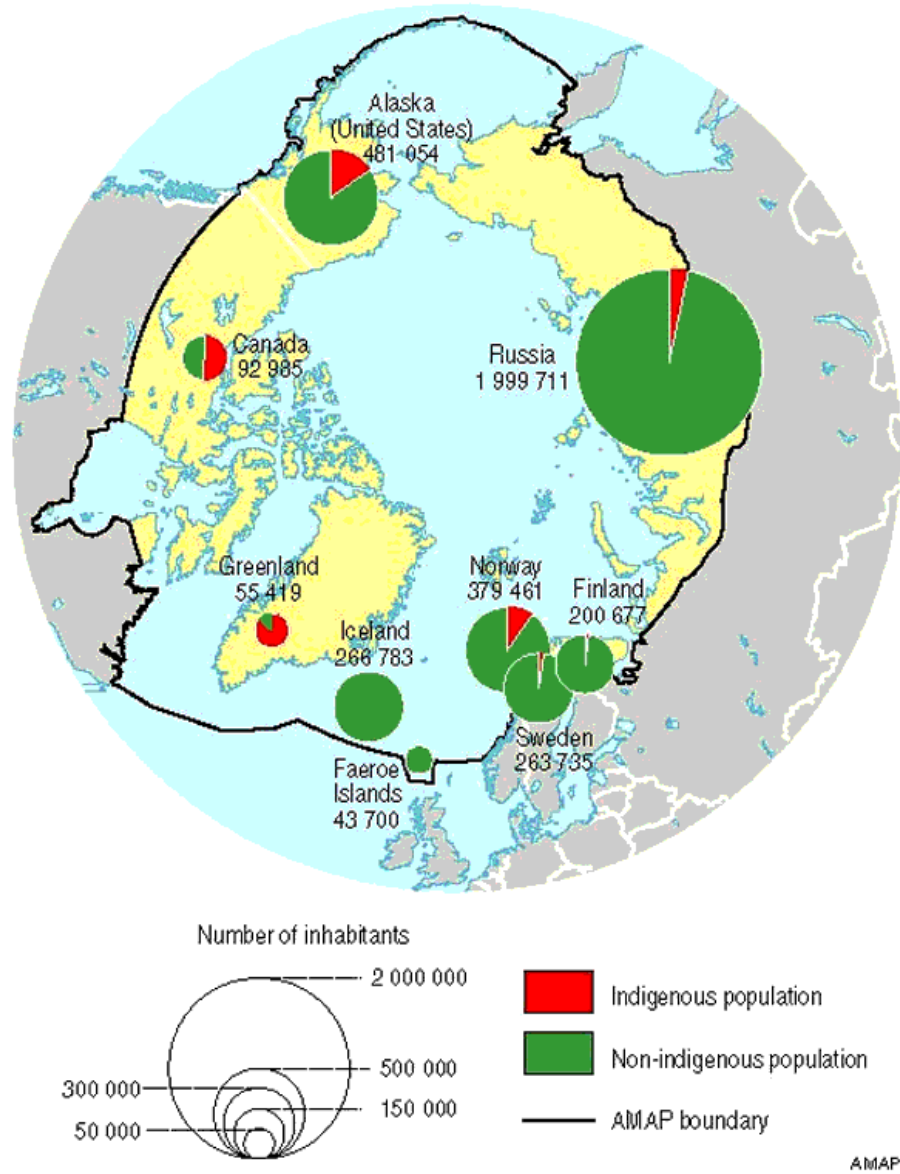 Alaska
(United States)
481 054
Canada
92 985
Russia
1 999 711
Greenland
55 419
Iceland
266 783
Norway
379 461
Finland
200 677
Sweden
263 735
Faeroe
Islands
43 700
Number of inhabitants
2 000 000
500 000
300 000
150 000
50 000
Indigenous population
Non-indigenous population
AMAP boundary
AMAP